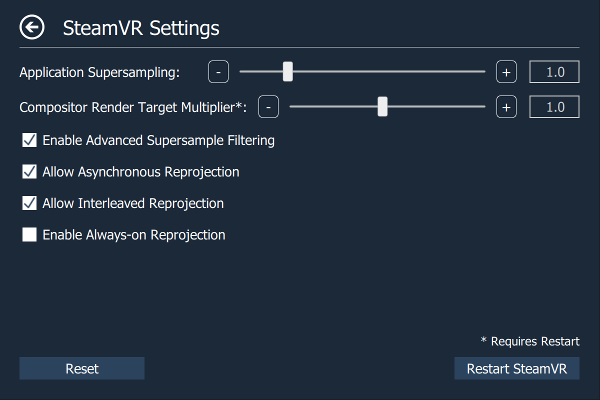 SteamVR Settings
Application Supersampling: - + 1.0
Compositor Render Target Multiplier*: - + 1.0
Enable Advanced Supersample Filtering
Allow Asynchronous Reprojection
Allow Interleaved Reprojection
Enable Always-on Reprojection
* Requires Restart
Reset Restart SteamVR